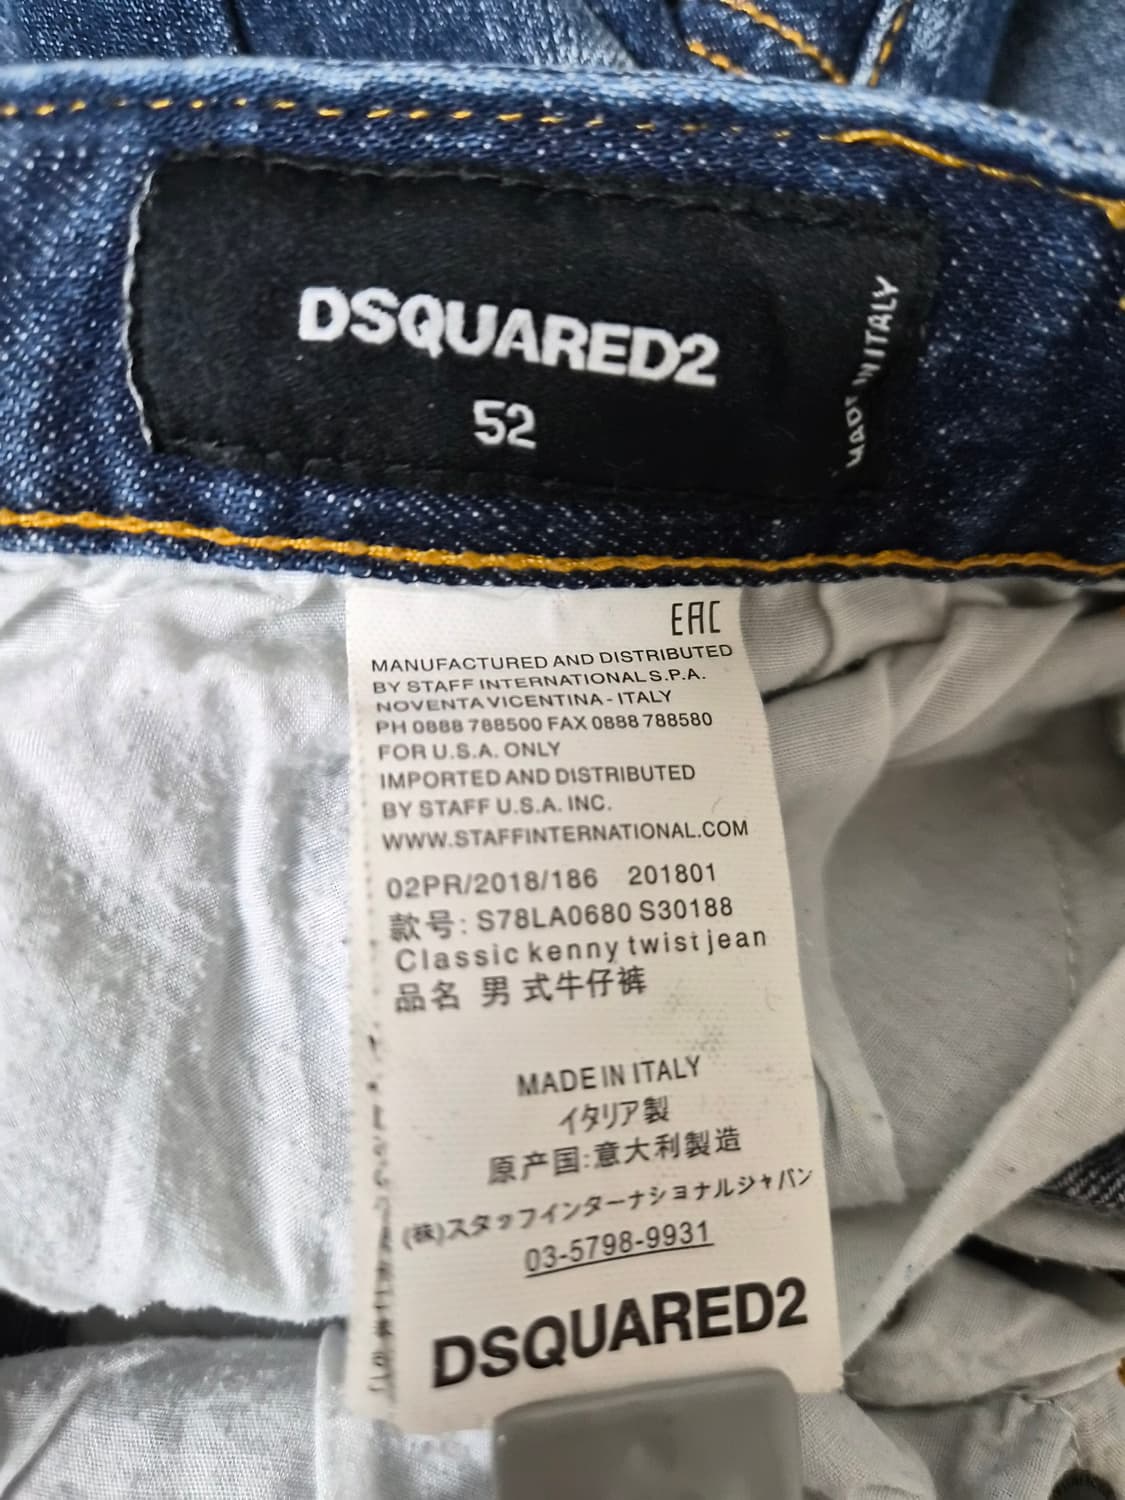 DSQUARED2
52
MADE IN ITALY
EAC
MANUFACTURED AND DISTRIBUTED
BY STAFF INTERNATIONAL S.P.A.
NOVENTA VICENTINA - ITALY
PH 0888 788500 FAX 0888 788580
FOR U.S.A. ONLY
IMPORTED AND DISTRIBUTED
BY STAFF U.S.A. INC.
WWW.STAFFINTERNATIONAL.COM
02PR/2018/186 201801
款号: S78LA0680 S30188
Classic kenny twist jean
品名 男式牛仔裤
MADE IN ITALY
イタリア製
原产国:意大利製造
(株)スタッフインターナショナルジャパン
03-5798-9931
DSQUARED2